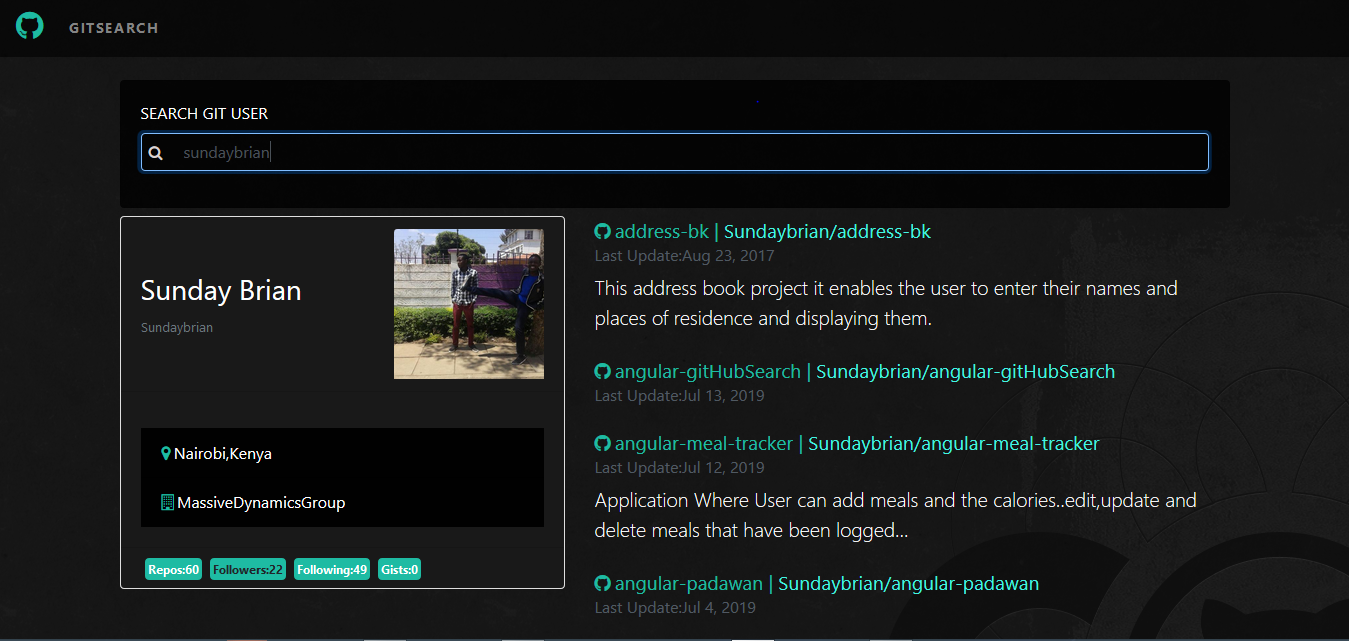 GITSEARCH
SEARCH GIT USER
sundaybrian
Sunday Brian
Sundaybrian
Nairobi,Kenya
MassiveDynamicsGroup
Repos:60 Followers:22 Following:49 Gists:0
address-bk | Sundaybrian/address-bk
Last Update:Aug 23, 2017
This address book project it enables the user to enter their names and
places of residence and displaying them.
angular-gitHubSearch | Sundaybrian/angular-gitHubSearch
Last Update:Jul 13, 2019
angular-meal-tracker | Sundaybrian/angular-meal-tracker
Last Update:Jul 12, 2019
Application Where User can add meals and the calories..edit,update and
delete meals that have been logged...
angular-padawan | Sundaybrian/angular-padawan
Last Update:Jul 4, 2019